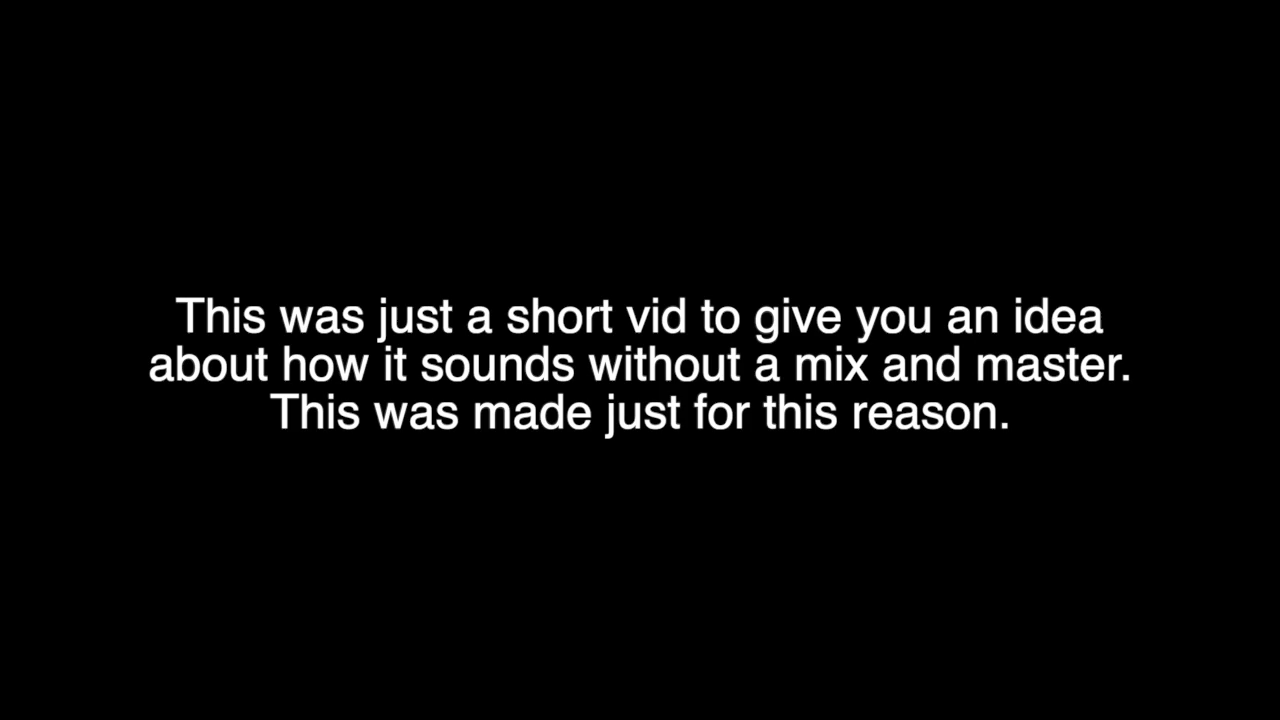 This was just a short vid to give you an idea
about how it sounds without a mix and master.
This was made just for this reason.